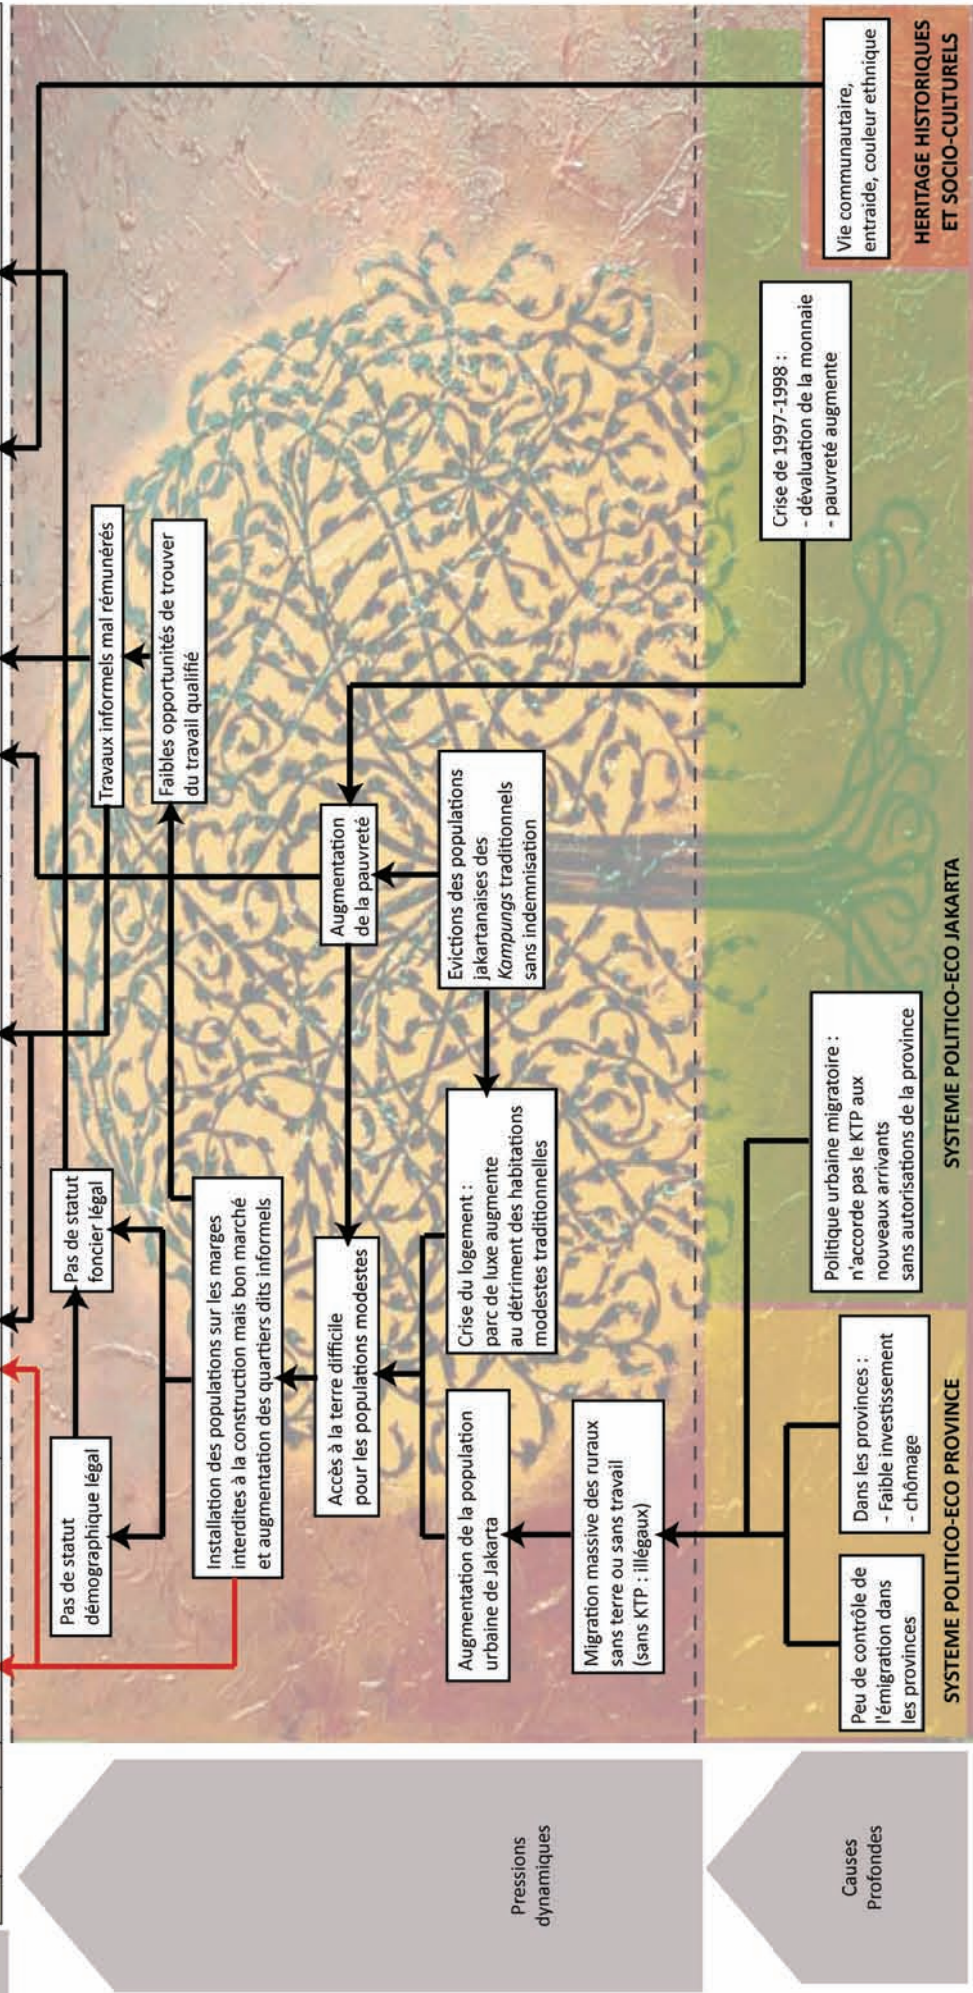 Pas de statut
démographique légal
Pas de statut
foncier légal
Travaux informels mal rémunérés
Faibles opportunités de trouver
du travail qualifié
Installation des populations sur les marges
interdites à la construction mais bon marché
et augmentation des quartiers dits informels
Accès à la terre difficile
pour les populations modestes
Augmentation
de la pauvreté
Augmentation de la population
urbaine de Jakarta
Crise du logement :
parc de luxe augmente
au détriment des habitations
modestes traditionnelles
Evictions des populations
jakartanaises des
Kampungs traditionnels
sans indemnisation
Migration massive des ruraux
sans terre ou sans travail
(sans KTP : illégaux)
Pressions
dynamiques
Crise de 1997-1998 :
- dévaluation de la monnaie
- pauvreté augmente
Vie communautaire,
entraide, couleur ethnique
Politique urbaine migratoire :
n'accorde pas le KTP aux
nouveaux arrivants
sans autorisations de la province
Dans les provinces :
- Faible investissement
- chômage
Peu de contrôle de
l'émigration dans
les provinces
Causes
Profondes
SYSTEME POLITICO-ECO PROVINCE
SYSTEME POLITICO-ECO JAKARTA
HERITAGE HISTORIQUES
ET SOCIO-CULTURELS